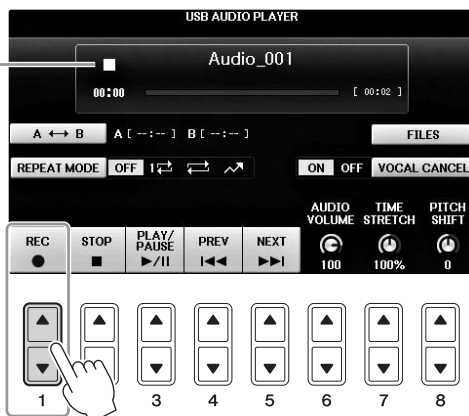 USB AUDIO PLAYER
Audio_001
00:00 [ 00:02 ]
A ↔ B A [ --:-- ] B [ --:-- ] FILES
REPEAT MODE OFF 1 ON OFF VOCAL CANCEL
AUDIO VOLUME TIME STRETCH PITCH SHIFT
REC STOP PLAY/PAUSE PREV NEXT
100 100% 0
1 3 4 5 6 7 8